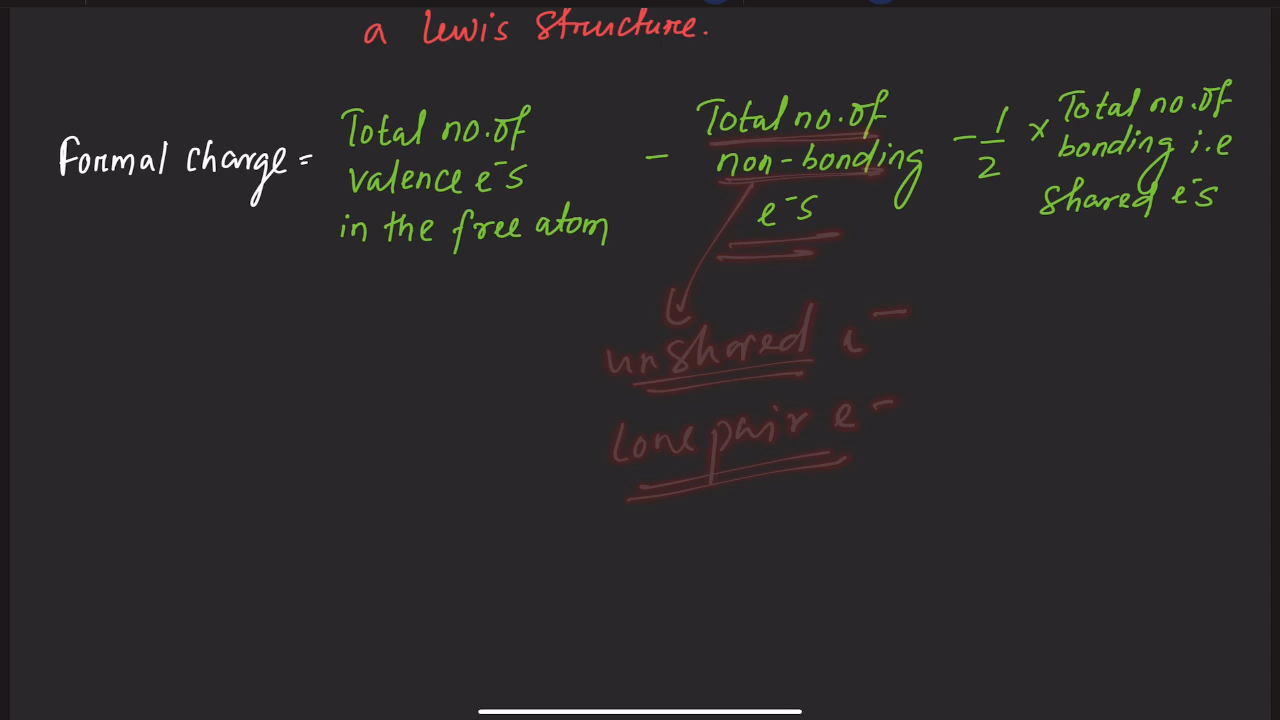 a Lewis Structure.
Formal charge = Total no. of valence e⁻s in the free atom − Total no. of non-bonding e⁻s − 1/2 × Total no. of bonding i.e shared e⁻s
unshared e⁻
Lone pair e⁻